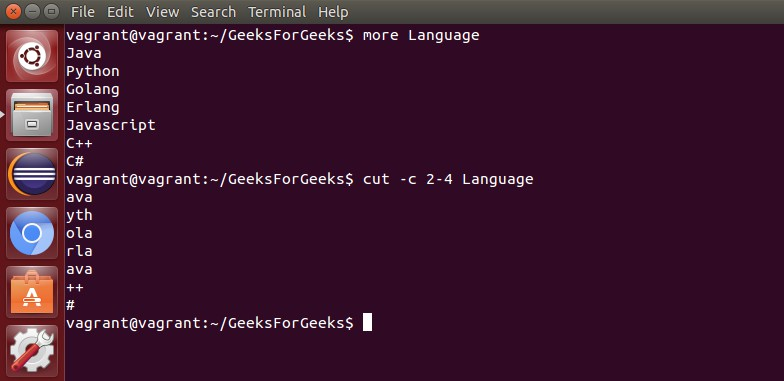 File Edit View Search Terminal Help
vagrant@vagrant:~/GeeksForGeeks$ more Language
Java
Python
Golang
Erlang
Javascript
C++
C#
vagrant@vagrant:~/GeeksForGeeks$ cut -c 2-4 Language
ava
yth
ola
rla
ava
++
#
vagrant@vagrant:~/GeeksForGeeks$